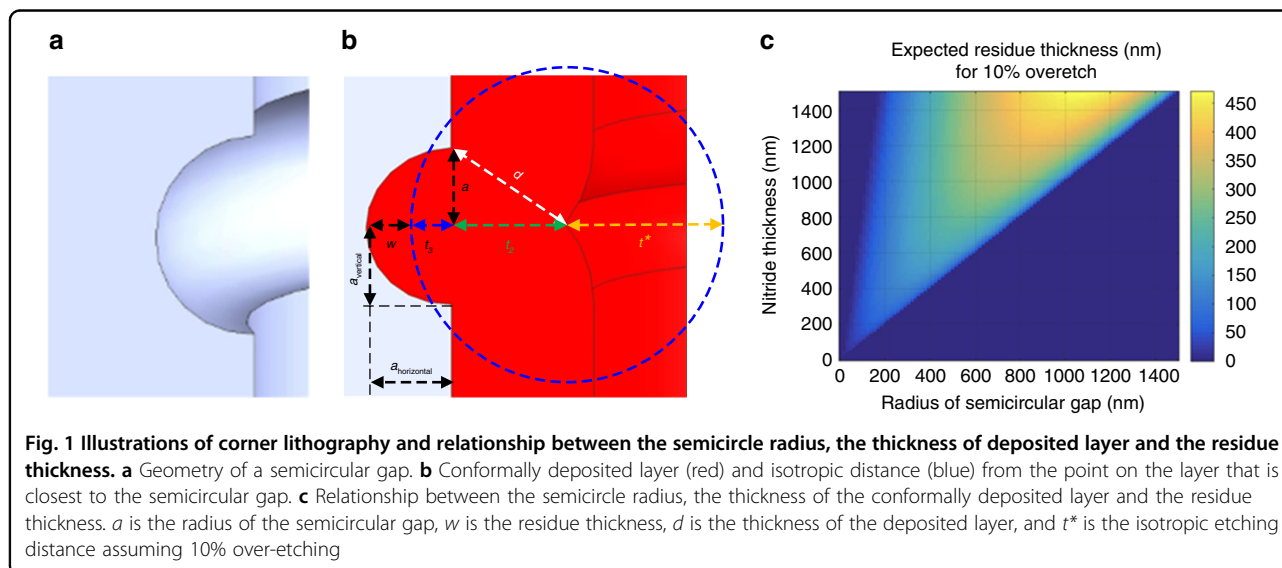 a
b
c
a
d
w
t₃
t₂
t*
a_vertical
a_horizontal
Expected residue thickness (nm)
for 10% overetch
Nitride thickness (nm)
1400
1200
1000
800
600
400
200
0
0 200 400 600 800 1000 1200 1400
Radius of semicircular gap (nm)
450
400
350
300
250
200
150
100
50
0
Fig. 1 Illustrations of corner lithography and relationship between the semicircle radius, the thickness of deposited layer and the residue
thickness. a Geometry of a semicircular gap. b Conformally deposited layer (red) and isotropic distance (blue) from the point on the layer that is
closest to the semicircular gap. c Relationship between the semicircle radius, the thickness of the conformally deposited layer and the residue
thickness. a is the radius of the semicircular gap, w is the residue thickness, d is the thickness of the deposited layer, and t* is the isotropic etching
distance assuming 10% over-etching